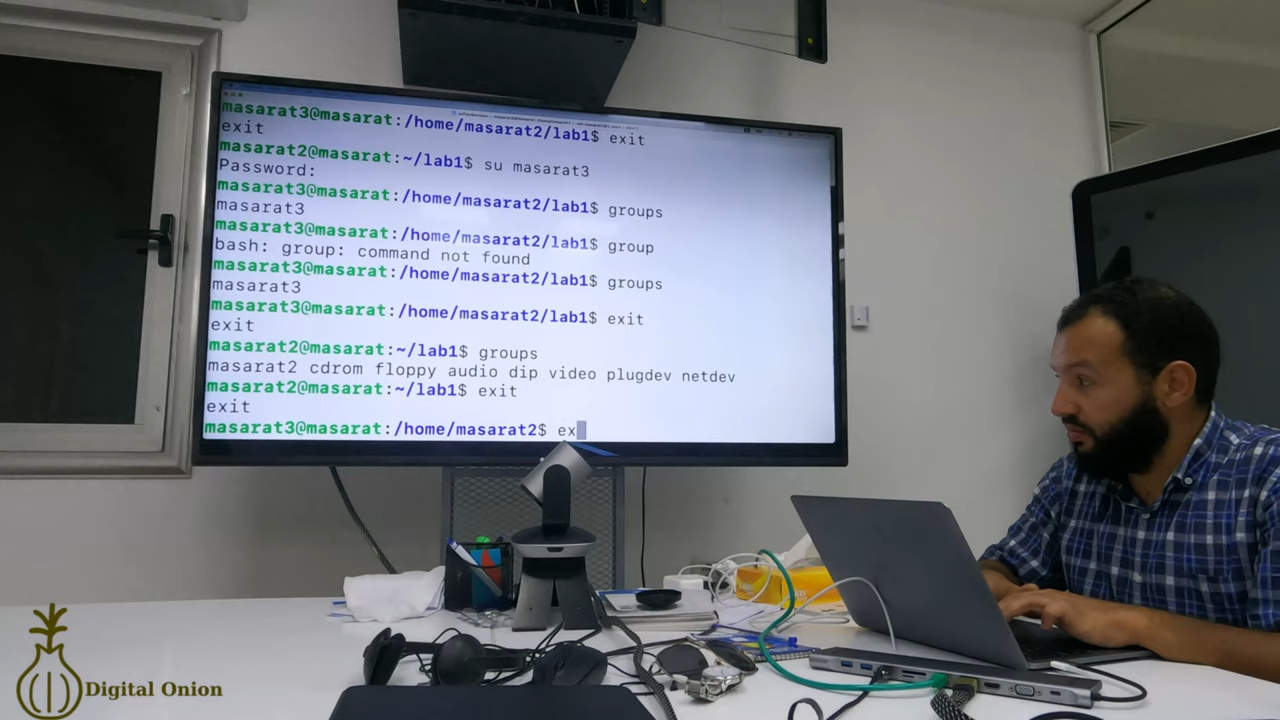 masarat3@masarat:/home/masarat2/lab1$ exit
exit
masarat2@masarat:~/lab1$ su masarat3
Password:
masarat3@masarat:/home/masarat2/lab1$ groups
masarat3
masarat3@masarat:/home/masarat2/lab1$ group
bash: group: command not found
masarat3@masarat:/home/masarat2/lab1$ groups
masarat3
masarat3@masarat:/home/masarat2/lab1$ exit
exit
masarat2@masarat:~/lab1$ groups
masarat2 cdrom floppy audio dip video plugdev netdev
masarat2@masarat:~/lab1$ exit
exit
masarat3@masarat:/home/masarat2$ ex
Digital Onion